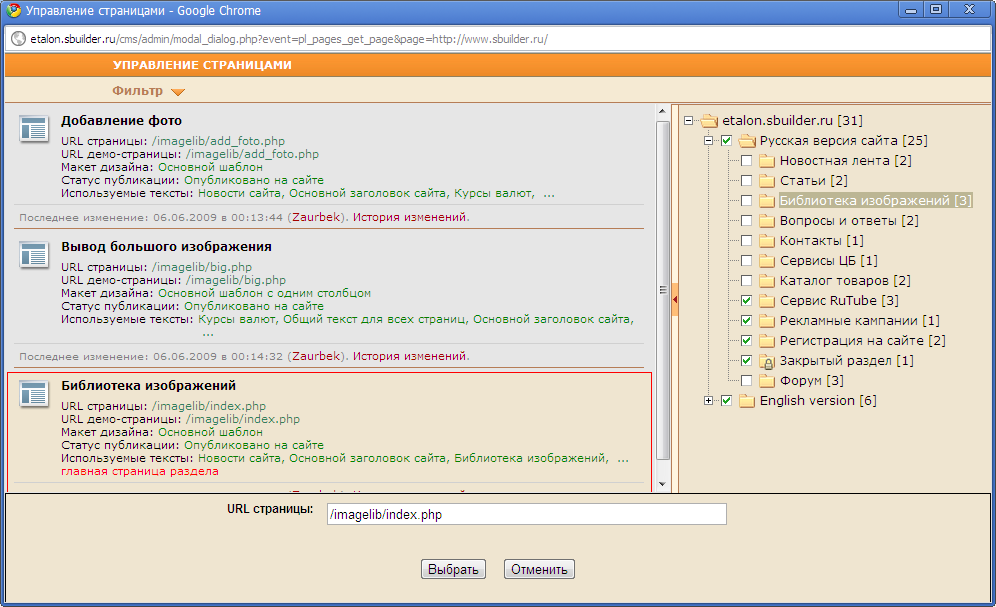 Управление страницами - Google Chrome
etalon.sbuilder.ru/cms/admin/modal_dialog.php?event=pl_pages_get_page&page=http://www.sbuilder.ru/
УПРАВЛЕНИЕ СТРАНИЦАМИ
Фильтр
Добавление фото
URL страницы: /imagelib/add_foto.php
URL демо-страницы: /imagelib/add_foto.php
Макет дизайна: Основной шаблон
Статус публикации: Опубликовано на сайте
Используемые тексты: Новости сайта, Основной заголовок сайта, Курсы валют, ...
Последнее изменение: 06.06.2009 в 00:13:44 (Zaurbek). История изменений.
Вывод большого изображения
URL страницы: /imagelib/big.php
URL демо-страницы: /imagelib/big.php
Макет дизайна: Основной шаблон с одним столбцом
Статус публикации: Опубликовано на сайте
Используемые тексты: Курсы валют, Общий текст для всех страниц, Основной заголовок сайта,
...
Последнее изменение: 06.06.2009 в 00:14:32 (Zaurbek). История изменений.
Библиотека изображений
URL страницы: /imagelib/index.php
URL демо-страницы: /imagelib/index.php
Макет дизайна: Основной шаблон
Статус публикации: Опубликовано на сайте
Используемые тексты: Новости сайта, Основной заголовок сайта, Библиотека изображений, ...
главная страница раздела
etalon.sbuilder.ru [31]
Русская версия сайта [25]
Новостная лента [2]
Статьи [2]
Библиотека изображений [3]
Вопросы и ответы [2]
Контакты [1]
Сервисы ЦБ [1]
Каталог товаров [2]
Сервис RuTube [3]
Рекламные кампании [1]
Регистрация на сайте [2]
Закрытый раздел [1]
Форум [3]
English version [6]
URL страницы: /imagelib/index.php
Выбрать Отменить